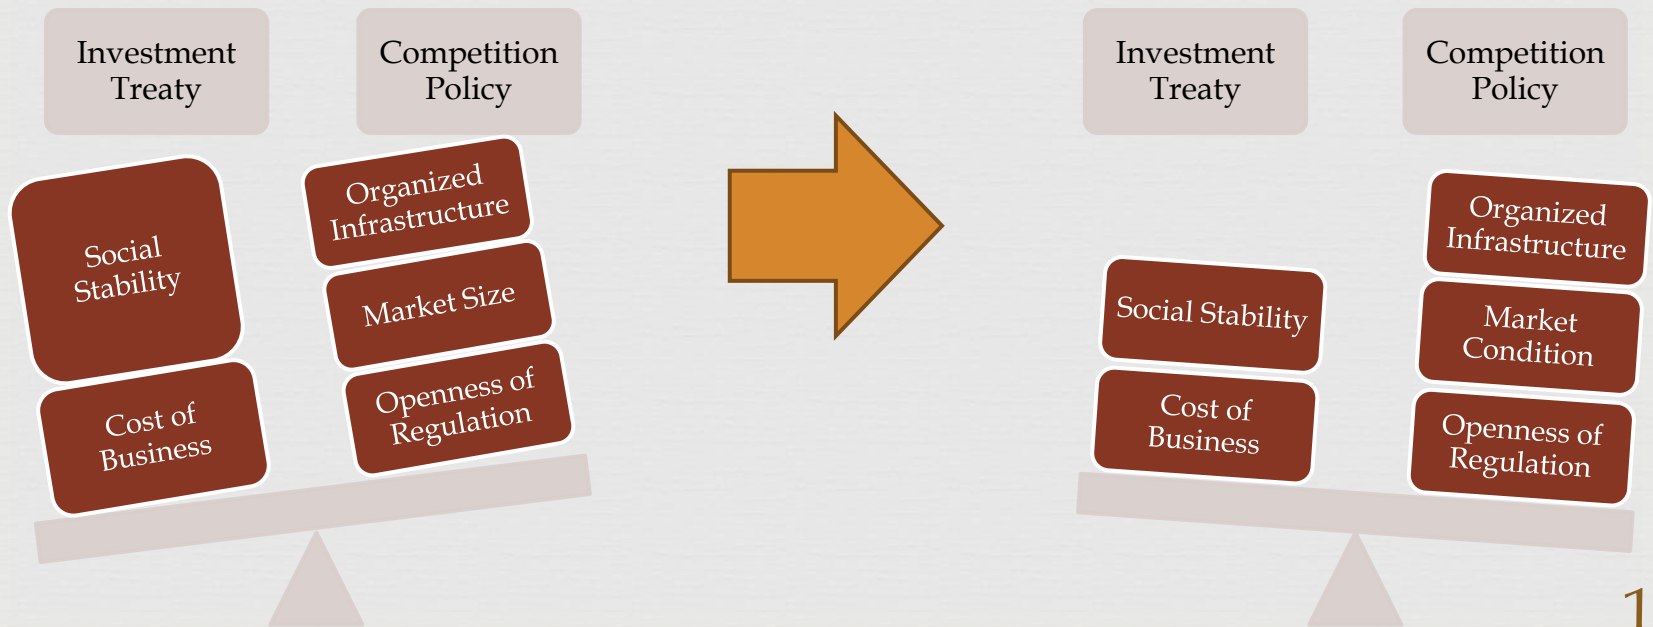 Investment
Treaty
Competition
Policy
Social
Stability
Cost of
Business
Organized
Infrastructure
Market Size
Openness of
Regulation
Investment
Treaty
Competition
Policy
Social Stability
Cost of
Business
Organized
Infrastructure
Market
Condition
Openness of
Regulation
1